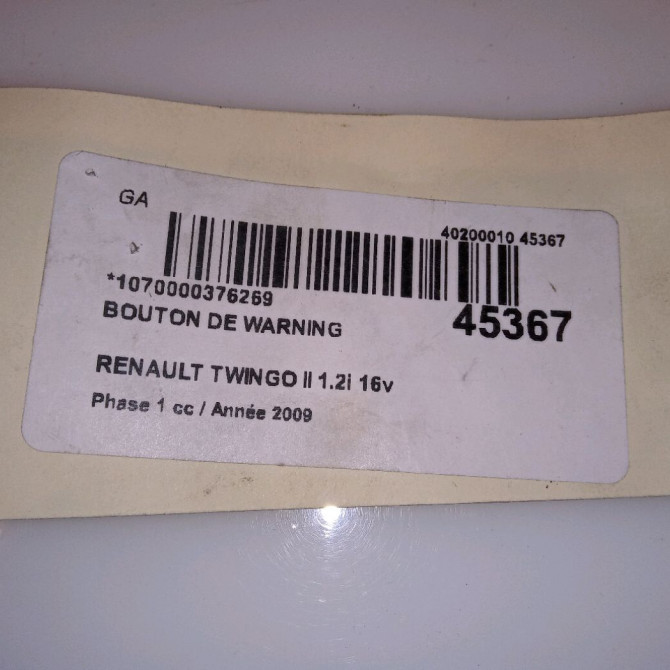 GA
40200010 45367
*1070000376269
45367
BOUTON DE WARNING
RENAULT TWINGO II 1.2i 16v
Phase 1 cc / Année 2009